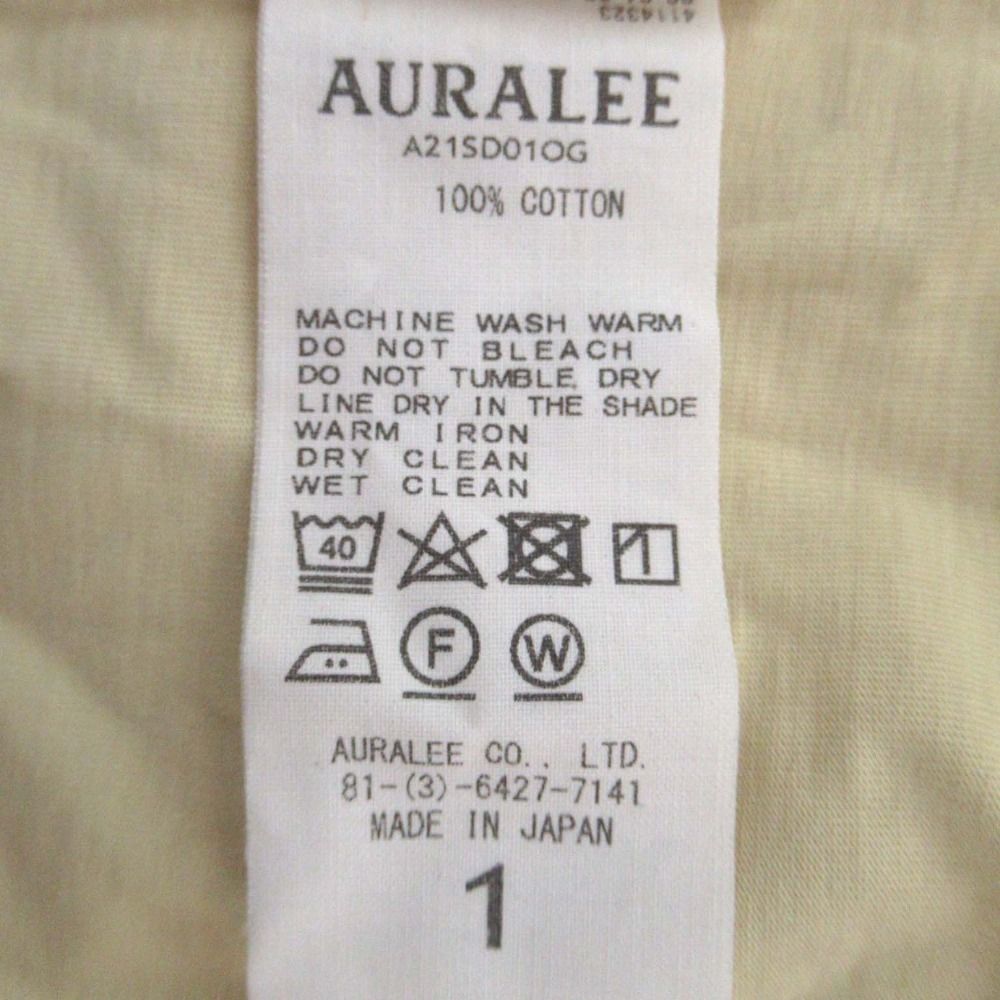 4114323
AURALEE
A21SD01OG
100% COTTON
MACHINE WASH WARM
DO NOT BLEACH
DO NOT TUMBLE DRY
LINE DRY IN THE SHADE
WARM IRON
DRY CLEAN
WET CLEAN
40
F W
AURALEE CO., LTD.
81-(3)-6427-7141
MADE IN JAPAN
1